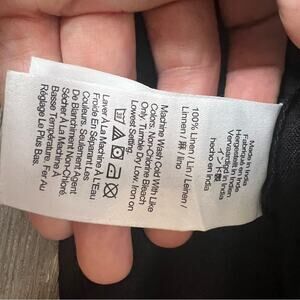 Made in India
Fabriqué en Inde
Hergestellt in Indien
Vervaardigd in Indien
インド製
hecho en India
100% Linen / Lin / Leinen /
Linnen / 麻 / lino
Machine Wash Cold With Like
Colors. Non-Chlorine Bleach
Only. Tumble Dry Low. Iron on
Lowest Setting.
Laver À La Machine À L'Eau
Froide En Séparant Les
Couleurs. Seulement Agent
De Blanchiment Non-Chloré.
Sécher À La Machine À
Basse Température. Fer Au
Réglage Le Plus Bas.